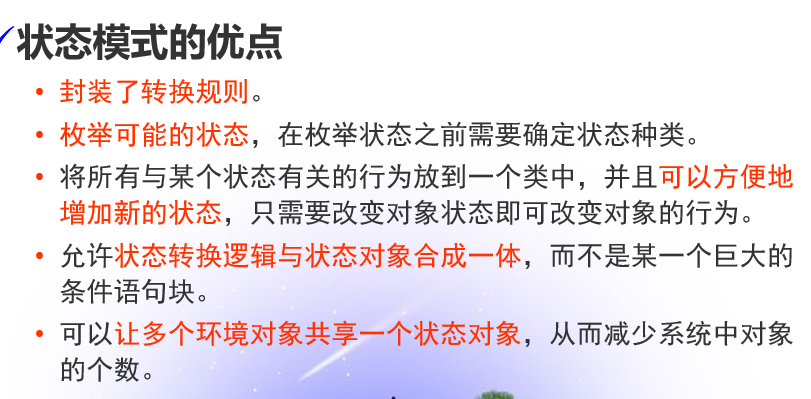 状态模式的优点
• 封装了转换规则。
• 枚举可能的状态，在枚举状态之前需要确定状态种类。
• 将所有与某个状态有关的行为放到一个类中，并且可以方便地
增加新的状态，只需要改变对象状态即可改变对象的行为。
• 允许状态转换逻辑与状态对象合成一体，而不是某一个巨大的
条件语句块。
• 可以让多个环境对象共享一个状态对象，从而减少系统中对象
的个数。